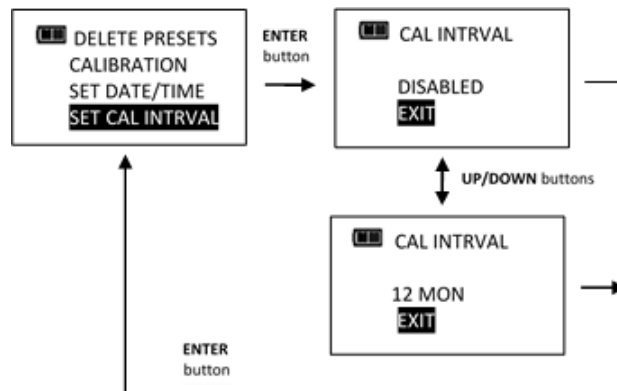 DELETE PRESETS
CALIBRATION
SET DATE/TIME
SET CAL INTRVAL
ENTER
button
CAL INTRVAL
DISABLED
EXIT
UP/DOWN buttons
CAL INTRVAL
12 MON
EXIT
ENTER
button